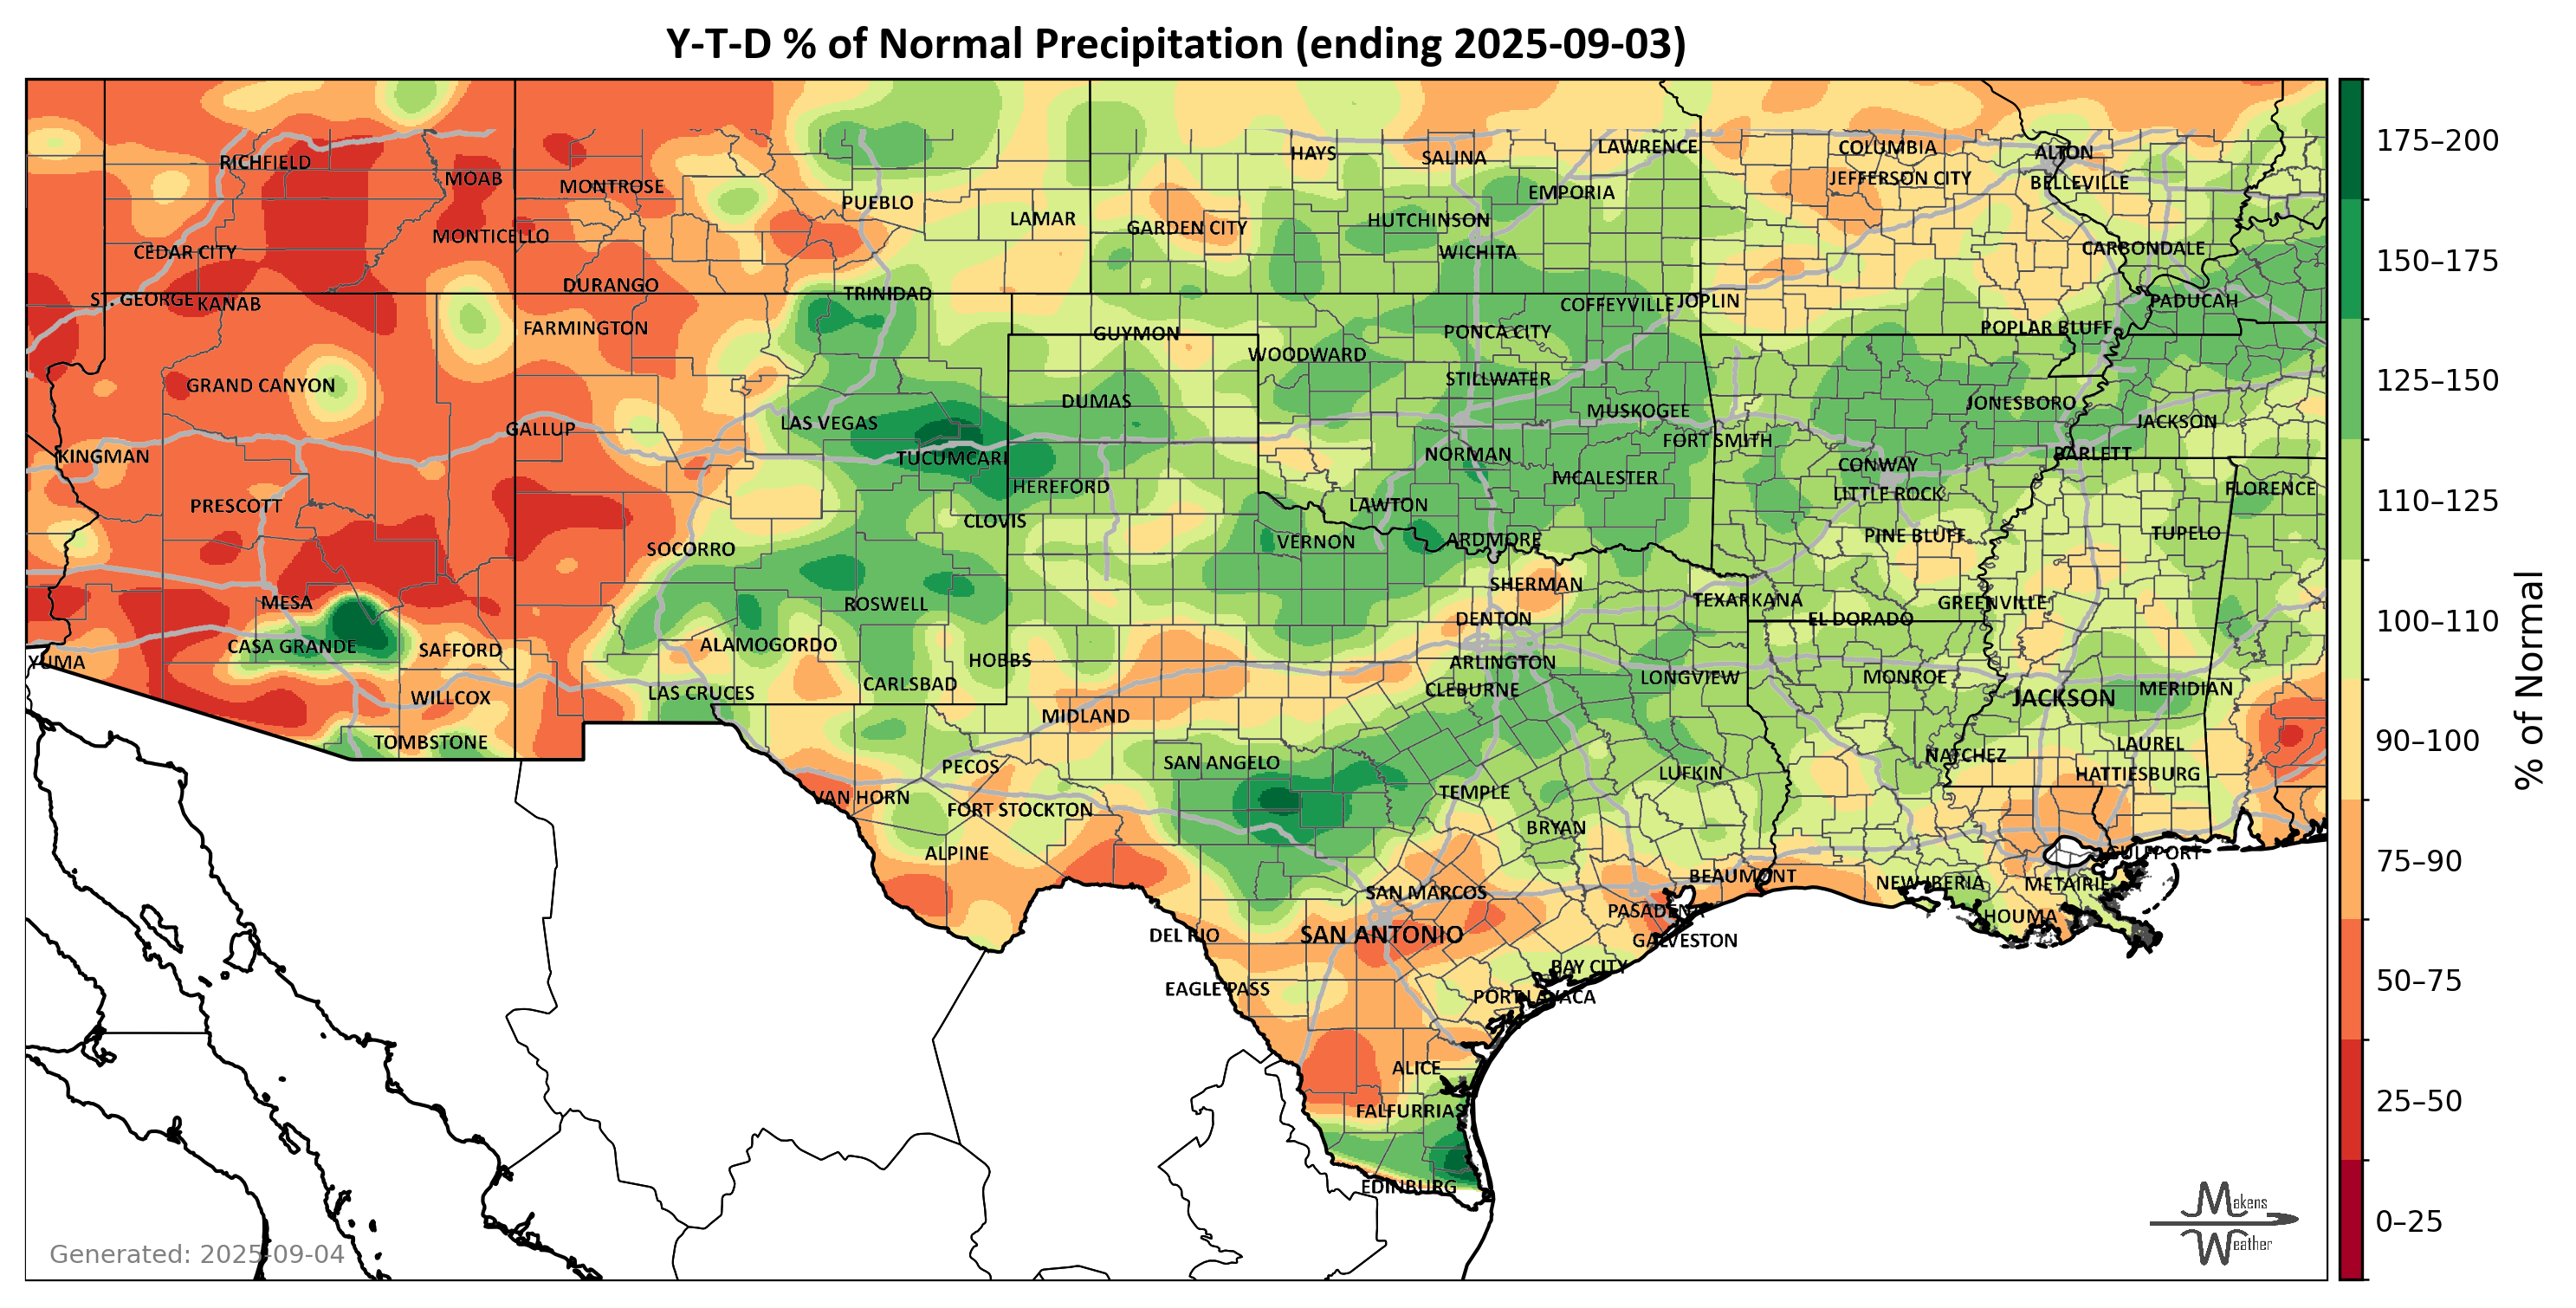 Y-T-D % of Normal Precipitation (ending 2025-09-03)
RICHFIELD
MOAB
MONTROSE
PUEBLO
LAMAR
HAYS
SALINA
LAWRENCE
COLUMBIA
ALTON
EMPORIA
JEFFERSON CITY
BELLEVILLE
GARDEN CITY
HUTCHINSON
MONTICELLO
CEDAR CITY
WICHITA
CARBONDALE
DURANGO
TRINIDAD
ST. GEORGE
KANAB
COFFEYVILLE
JOPLIN
PADUCAH
FARMINGTON
GUYMON
PONCA CITY
POPLAR BLUFF
WOODWARD
GRAND CANYON
STILLWATER
DUMAS
MUSKOGEE
JONESBORO
JACKSON
LAS VEGAS
GALLUP
FORT SMITH
KINGMAN
TUCUMCARI
NORMAN
BARLETT
CONWAY
HEREFORD
MCALESTER
LITTLE ROCK
FLORENCE
PRESCOTT
LAWTON
CLOVIS
SOCORRO
VERNON
ARDMORE
PINE BLUFF
TUPELO
SHERMAN
MESA
ROSWELL
TEXARKANA
GREENVILLE
DENTON
EL DORADO
CASA GRANDE
SAFFORD
ALAMOGORDO
HOBBS
ARLINGTON
YUMA
CARLSBAD
CLEBURNE
LONGVIEW
MONROE
MERIDIAN
WILLCOX
LAS CRUCES
JACKSON
MIDLAND
TOMBSTONE
LAUREL
PECOS
SAN ANGELO
NATCHEZ
LUFKIN
HATTIESBURG
VAN HORN
FORT STOCKTON
TEMPLE
BRYAN
ALPINE
GULFPORT
BEAUMONT
NEW IBERIA
METAIRIE
SAN MARCOS
PASADENA
HOUMA
DEL RIO
SAN ANTONIO
GALVESTON
BAY CITY
EAGLE PASS
PORT LAVACA
ALICE
FALFURRIAS
EDINBURG
Generated: 2025-09-04
Makens
Weather
175–200
150–175
125–150
110–125
100–110
90–100
75–90
50–75
25–50
0–25
% of Normal